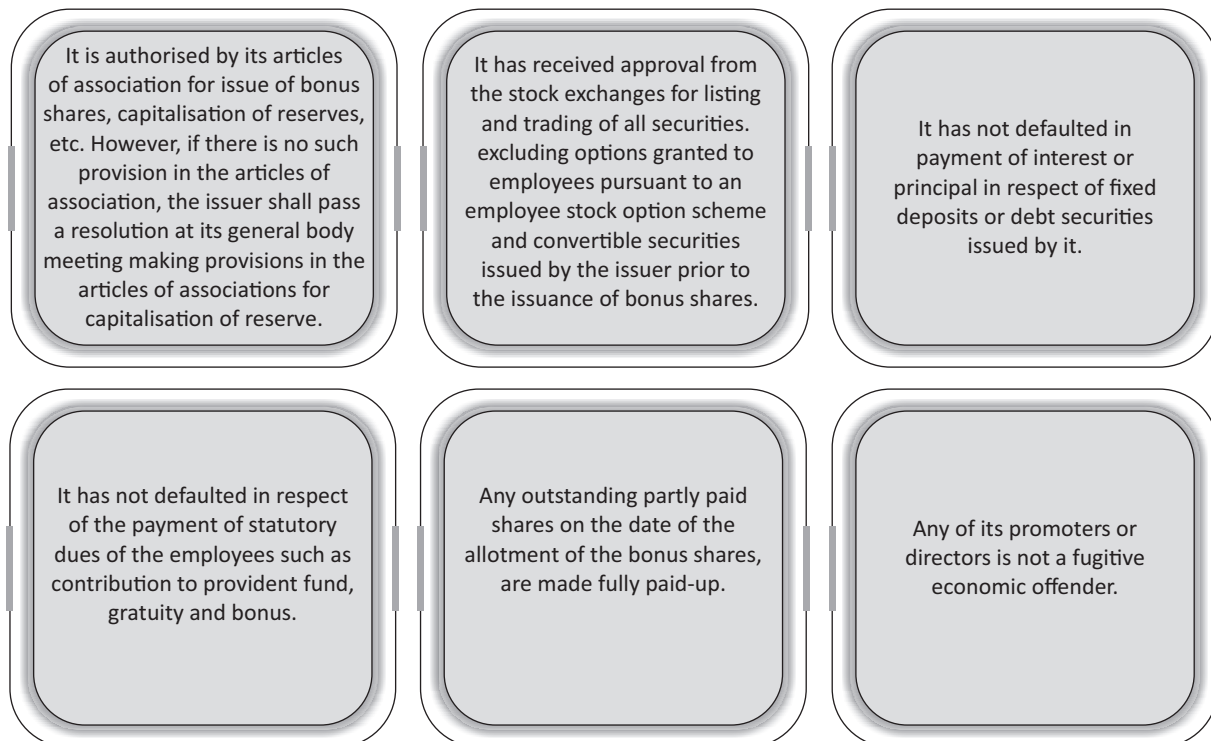 It is authorised by its articles
of association for issue of bonus
shares, capitalisation of reserves,
etc. However, if there is no such
provision in the articles of
association, the issuer shall pass
a resolution at its general body
meeting making provisions in the
articles of associations for
capitalisation of reserve.
It has received approval from
the stock exchanges for listing
and trading of all securities.
excluding options granted to
employees pursuant to an
employee stock option scheme
and convertible securities
issued by the issuer prior to
the issuance of bonus shares.
It has not defaulted in
payment of interest or
principal in respect of fixed
deposits or debt securities
issued by it.
It has not defaulted in respect
of the payment of statutory
dues of the employees such as
contribution to provident fund,
gratuity and bonus.
Any outstanding partly paid
shares on the date of the
allotment of the bonus shares,
are made fully paid-up.
Any of its promoters or
directors is not a fugitive
economic offender.